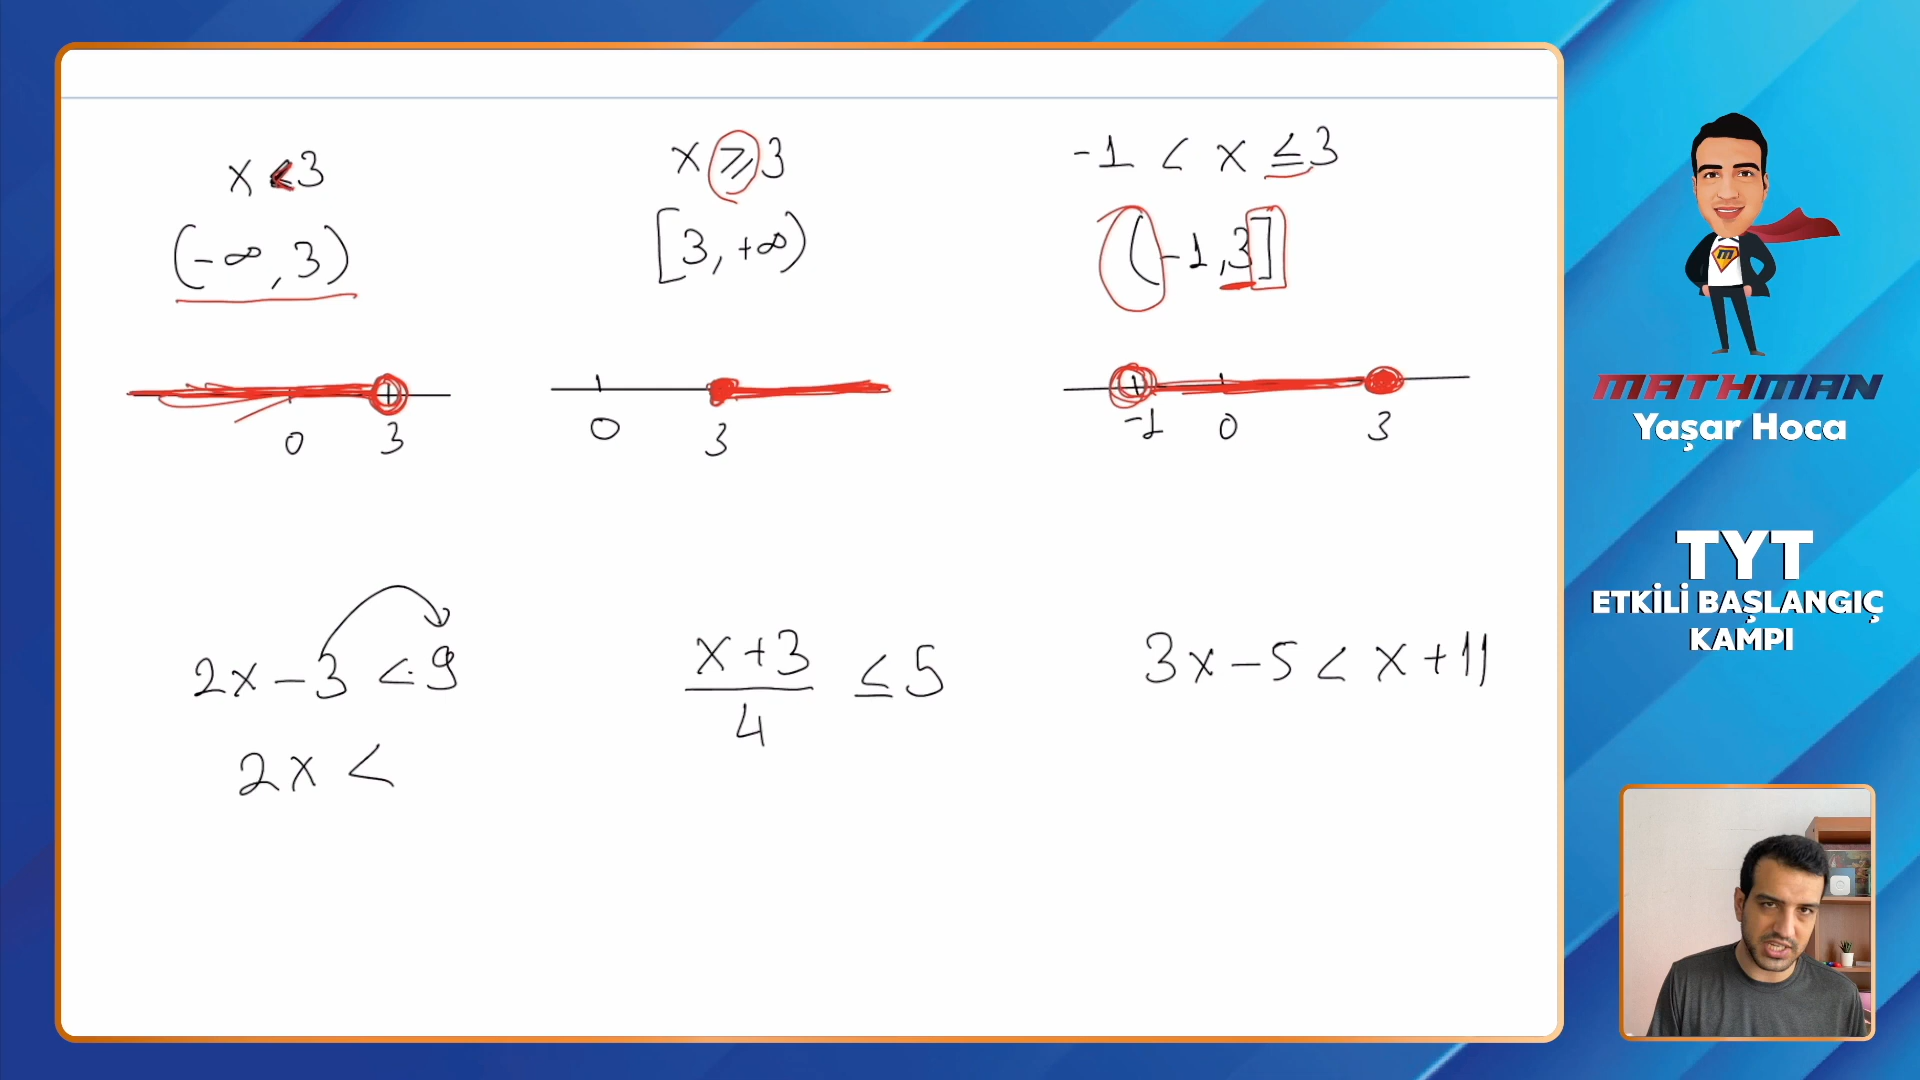 x < 3
x ⩾ 3
-1 < x ≤ 3
(-∞, 3)
[3, +∞)
(-1, 3]
0 3
0 3
-1 0 3
2x - 3 < 9
x + 3
4
≤ 5
3x - 5 < x + 11
2x <
m
MATHMAN
Yaşar Hoca
TYT
ETKİLİ BAŞLANGIÇ
KAMPI